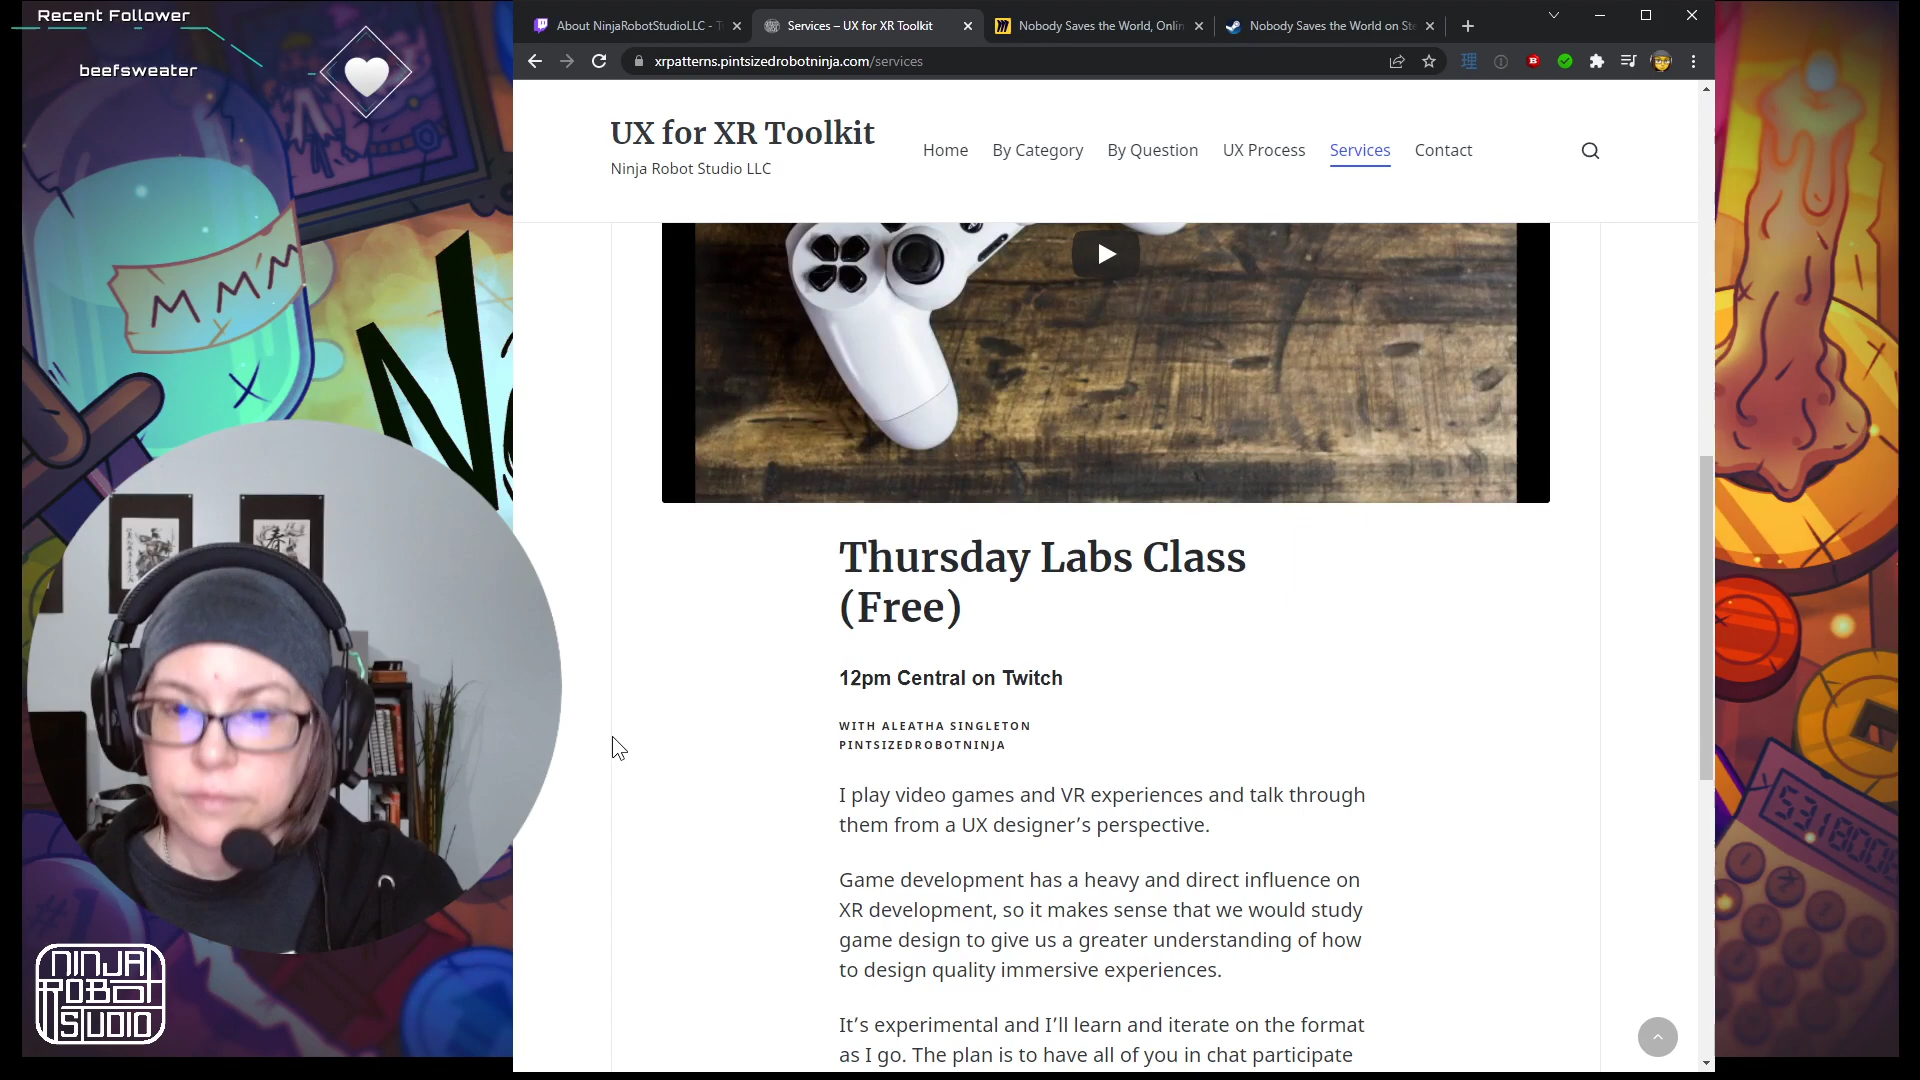 Recent Follower
beefsweater
MMM
About NinjaRobotStudioLLC - T
Services – UX for XR Toolkit
Nobody Saves the World, Onlin
Nobody Saves the World on Ste
xrpatterns.pintsizedrobotninja.com/services
UX for XR Toolkit
Ninja Robot Studio LLC
Home
By Category
By Question
UX Process
Services
Contact
Thursday Labs Class
(Free)
12pm Central on Twitch
WITH ALEATHA SINGLETON
PINTSIZEDROBOTNINJA
I play video games and VR experiences and talk through
them from a UX designer’s perspective.
Game development has a heavy and direct influence on
XR development, so it makes sense that we would study
game design to give us a greater understanding of how
to design quality immersive experiences.
It’s experimental and I’ll learn and iterate on the format
as I go. The plan is to have all of you in chat participate
#1
NINJA
ROBOT
STUDIO